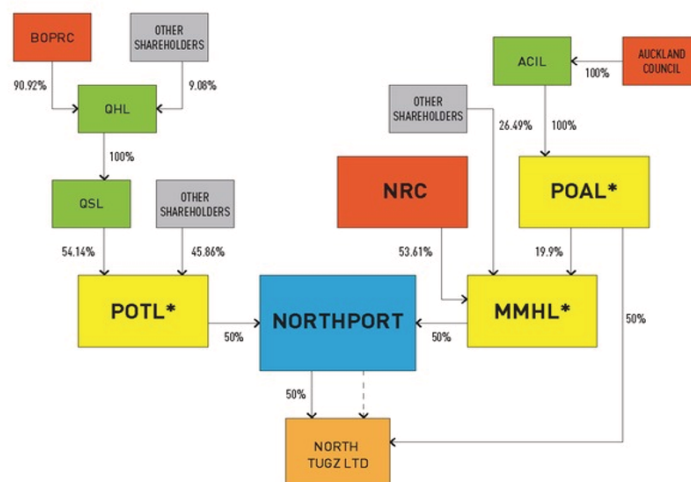 BOPRC
OTHER
SHAREHOLDERS
90.92%
9.08%
QHL
100%
QSL
OTHER
SHAREHOLDERS
54.14%
45.86%
POTL*
50%
NORTHPORT
50%
NORTH
TUGZ LTD
ACIL
100%
AUCKLAND
COUNCIL
OTHER
SHAREHOLDERS
26.49%
100%
NRC
POAL*
53.61%
19.9%
MMHL*
50%
50%